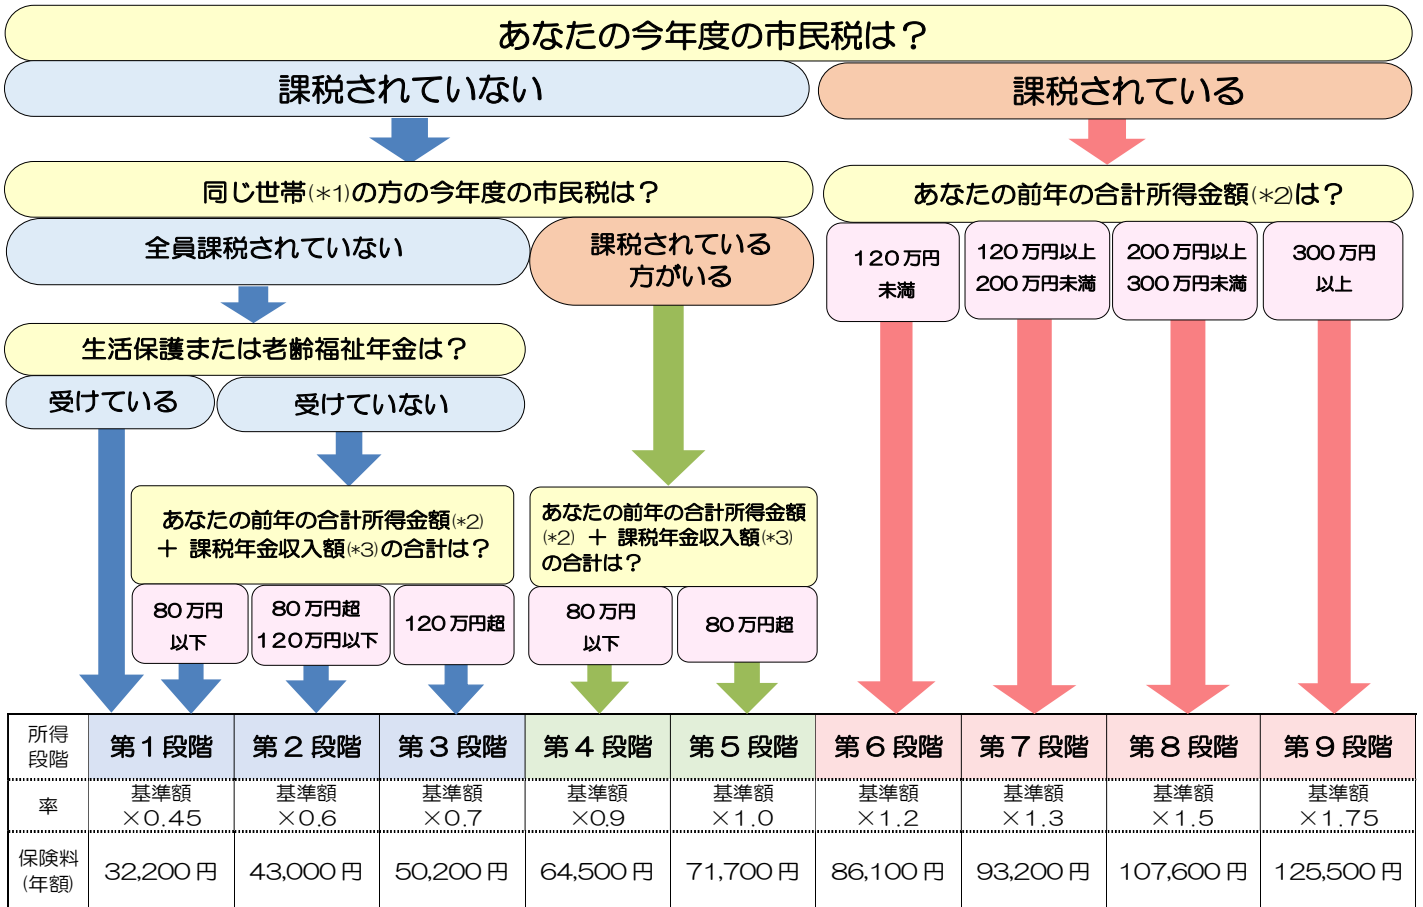 あなたの今年度の市民税は？
課税されていない
課税されている
同じ世帯(＊1)の方の今年度の市民税は？
あなたの前年の合計所得金額(＊2)は？
全員課税されていない
課税されている
方がいる
120万円
未満
120万円以上
200万円未満
200万円以上
300万円未満
300万円
以上
生活保護または老齢福祉年金は？
受けている
受けていない
あなたの前年の合計所得金額(*2)
＋ 課税年金収入額(*3)の合計は？
あなたの前年の合計所得金額
(*2) ＋ 課税年金収入額(*3)
の合計は？
80万円
以下
80万円超
120万円以下
120万円超
80万円
以下
80万円超
所得
段階
第1段階
第2段階
第3段階
第4段階
第5段階
第6段階
第7段階
第8段階
第9段階
率
基準額
×0.45
基準額
×0.6
基準額
×0.7
基準額
×0.9
基準額
×1.0
基準額
×1.2
基準額
×1.3
基準額
×1.5
基準額
×1.75
保険料
(年額)
32,200円
43,000円
50,200円
64,500円
71,700円
86,100円
93,200円
107,600円
125,500円